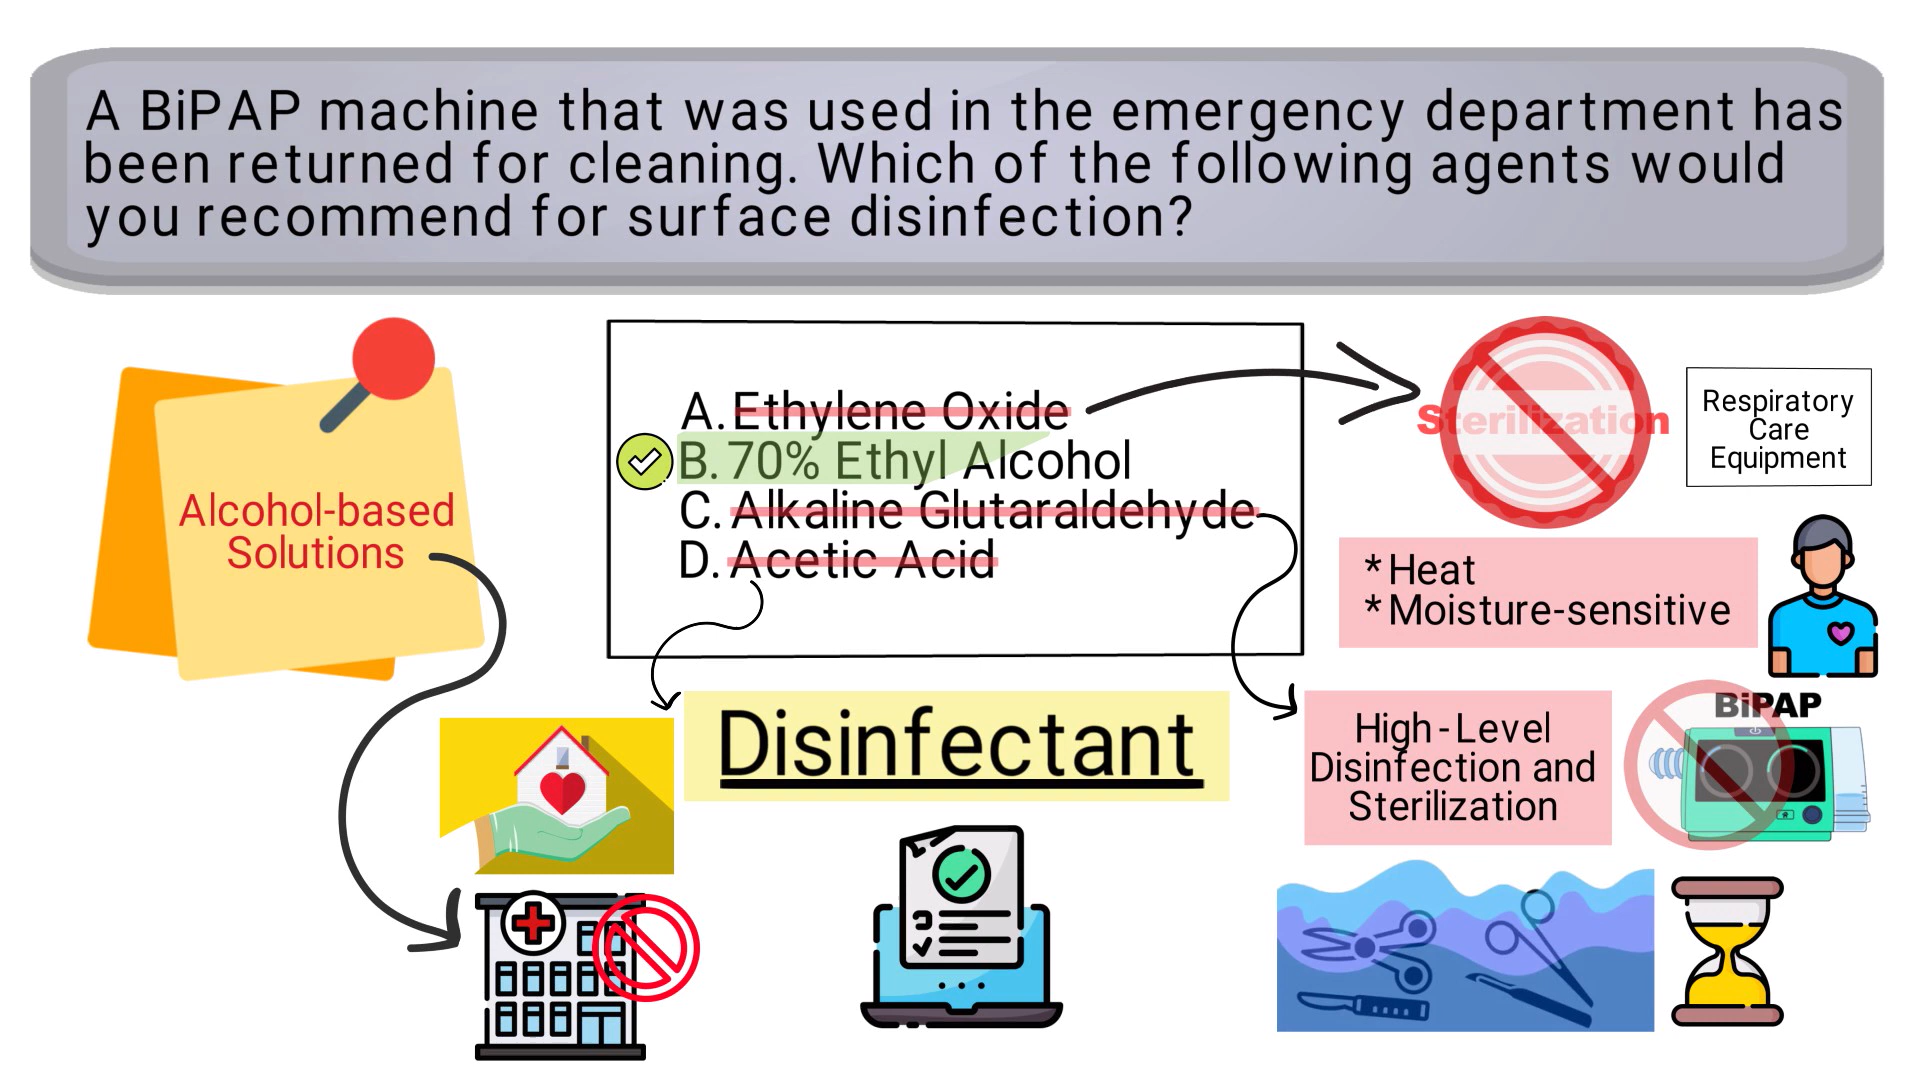 A BiPAP machine that was used in the emergency department has
been returned for cleaning. Which of the following agents would
you recommend for surface disinfection?
Alcohol-based
Solutions
A. Ethylene Oxide
B. 70% Ethyl Alcohol
C. Alkaline Glutaraldehyde
D. Acetic Acid
Sterilization
Respiratory
Care
Equipment
* Heat
* Moisture-sensitive
Disinfectant
High-Level
Disinfection and
Sterilization
BiPAP